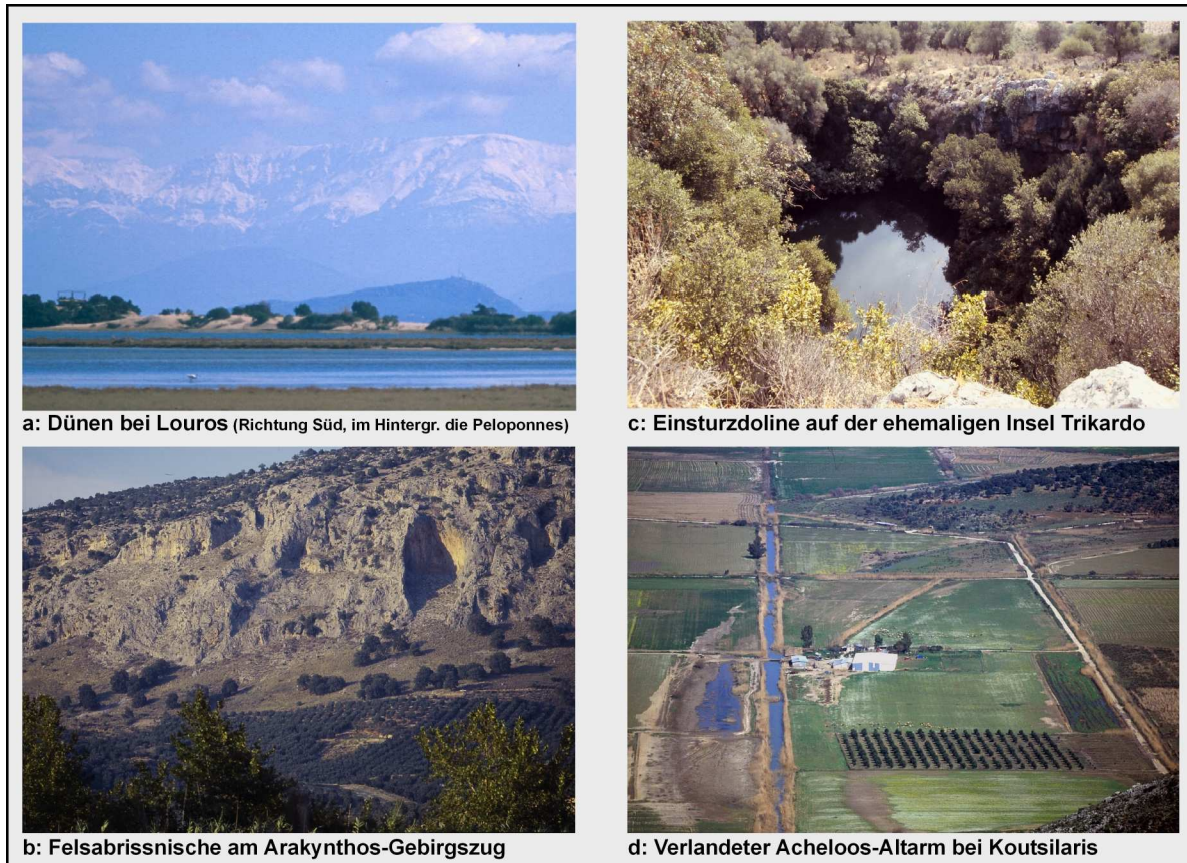 a: Dünen bei Louros (Richtung Süd, im Hintergr. die Peloponnes)
c: Einsturzdoline auf der ehemaligen Insel Trikardo
b: Felsabrissnische am Arakynthos-Gebirgszug
d: Verlandeter Acheloos-Altarm bei Koutsilaris